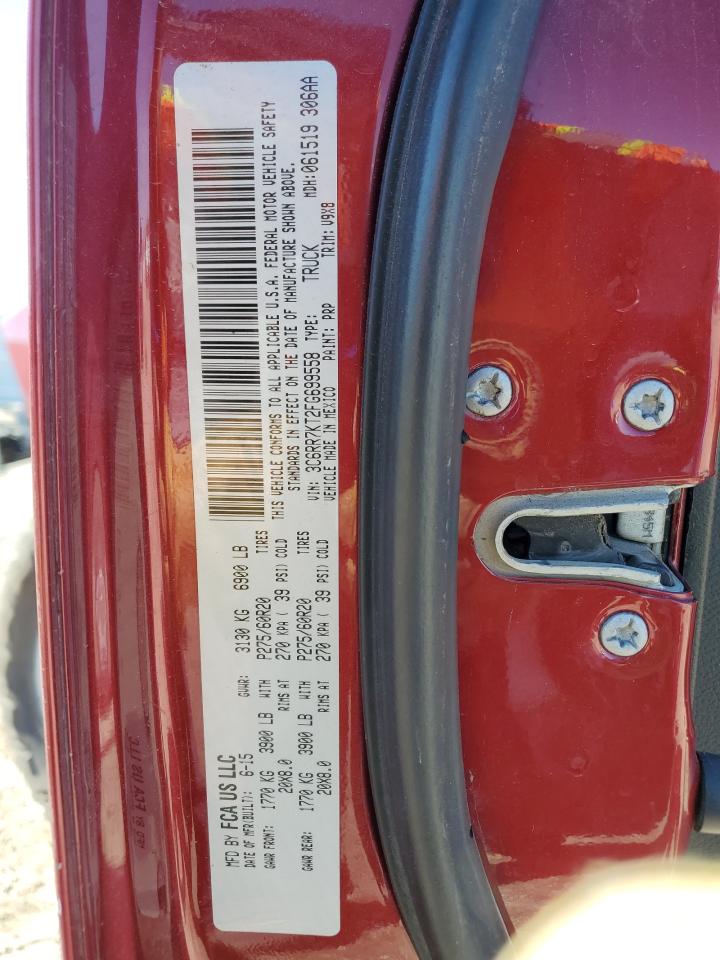 MFD BY FCA US LLC
DATE OF MFR(BUILT): 6-15 GVWR: 3130 KG 6900 LB
GAWR FRONT: 1770 KG 3900 LB WITH P275/60R20 TIRES
20X8.0 RIMS AT 270 KPA ( 39 PSI) COLD
GAWR REAR: 1770 KG 3900 LB WITH P275/60R20 TIRES
20X8.0 RIMS AT 270 KPA ( 39 PSI) COLD
THIS VEHICLE CONFORMS TO ALL APPLICABLE U.S.A. FEDERAL MOTOR VEHICLE SAFETY
STANDARDS IN EFFECT ON THE DATE OF MANUFACTURE SHOWN ABOVE.
VIN: 3C6RR7KT2FG699558 TYPE: TRUCK MDH:061519 306AA
VEHICLE MADE IN MEXICO PAINT: PRP TRIM: V9X8